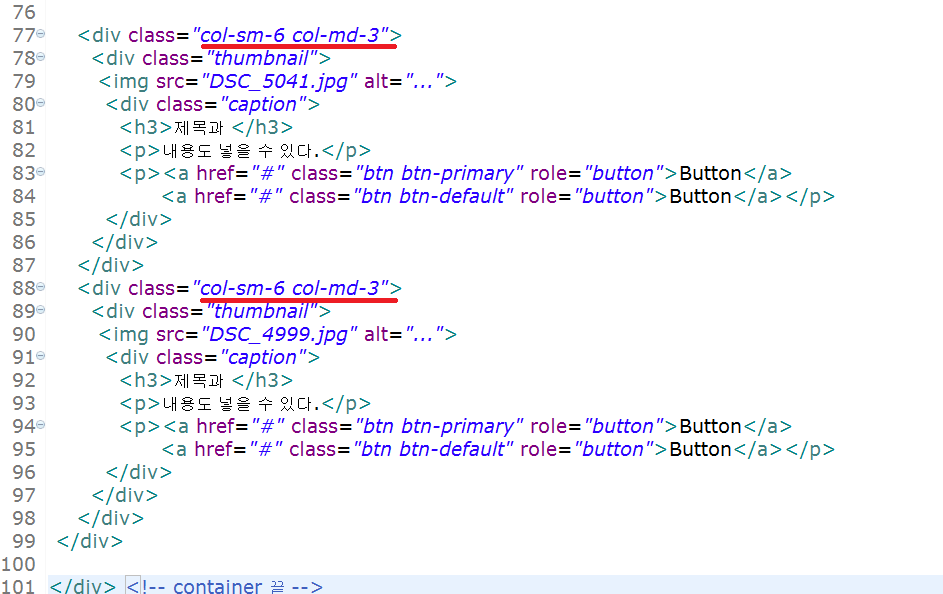 76
77 <div class="col-sm-6 col-md-3">
78 <div class="thumbnail">
79 <img src="DSC_5041.jpg" alt="...">
80 <div class="caption">
81 <h3>제목과 </h3>
82 <p>내용도 넣을 수 있다.</p>
83 <p><a href="#" class="btn btn-primary" role="button">Button</a>
84 <a href="#" class="btn btn-default" role="button">Button</a></p>
85 </div>
86 </div>
87 </div>
88 <div class="col-sm-6 col-md-3">
89 <div class="thumbnail">
90 <img src="DSC_4999.jpg" alt="...">
91 <div class="caption">
92 <h3>제목과 </h3>
93 <p>내용도 넣을 수 있다.</p>
94 <p><a href="#" class="btn btn-primary" role="button">Button</a>
95 <a href="#" class="btn btn-default" role="button">Button</a></p>
96 </div>
97 </div>
98 </div>
99 </div>
100
101 </div> <!-- container 끝 -->